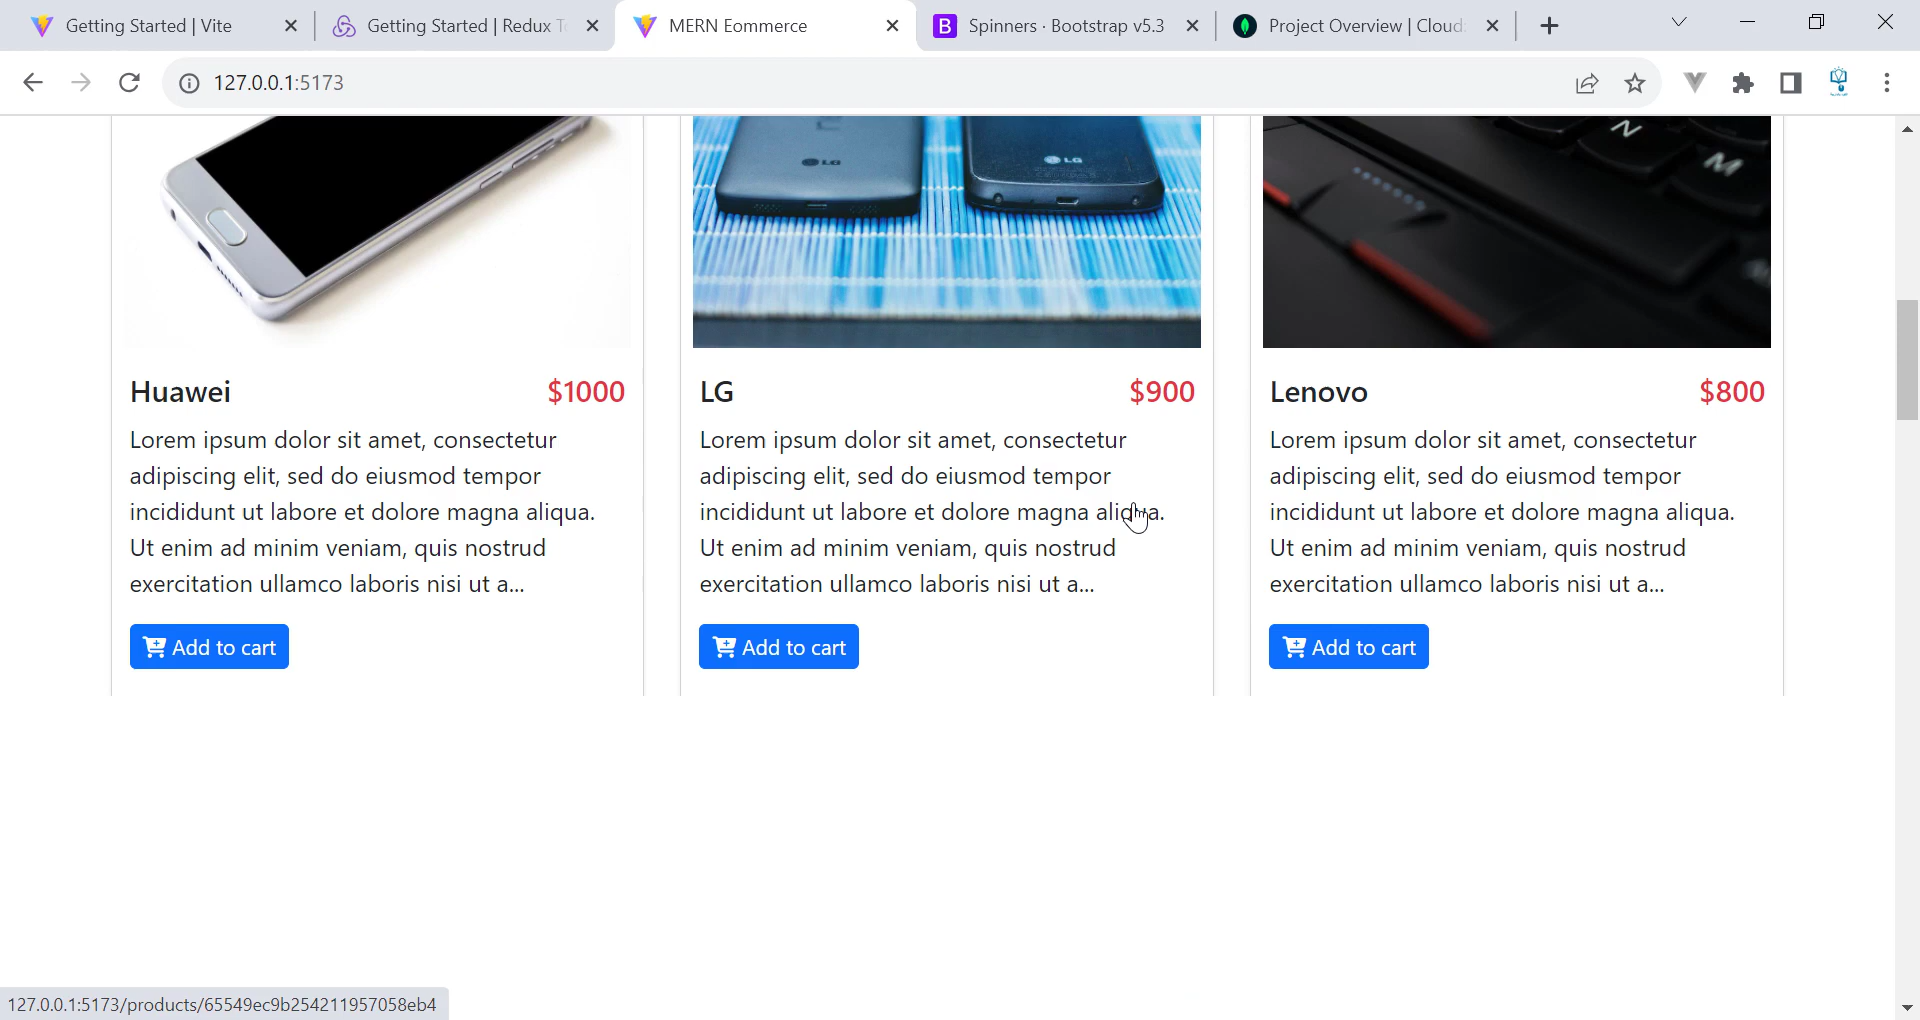 Getting Started | Vite
Getting Started | Redux To
MERN Eommerce
Spinners · Bootstrap v5.3
Project Overview | Cloud:
127.0.0.1:5173
LG
LG
N
M
Huawei
$1000
LG
$900
Lenovo
$800
Lorem ipsum dolor sit amet, consectetur
adipiscing elit, sed do eiusmod tempor
incididunt ut labore et dolore magna aliqua.
Ut enim ad minim veniam, quis nostrud
exercitation ullamco laboris nisi ut a...
Lorem ipsum dolor sit amet, consectetur
adipiscing elit, sed do eiusmod tempor
incididunt ut labore et dolore magna aliqua.
Ut enim ad minim veniam, quis nostrud
exercitation ullamco laboris nisi ut a...
Lorem ipsum dolor sit amet, consectetur
adipiscing elit, sed do eiusmod tempor
incididunt ut labore et dolore magna aliqua.
Ut enim ad minim veniam, quis nostrud
exercitation ullamco laboris nisi ut a...
Add to cart
Add to cart
Add to cart
127.0.0.1:5173/products/65549ec9b254211957058eb4